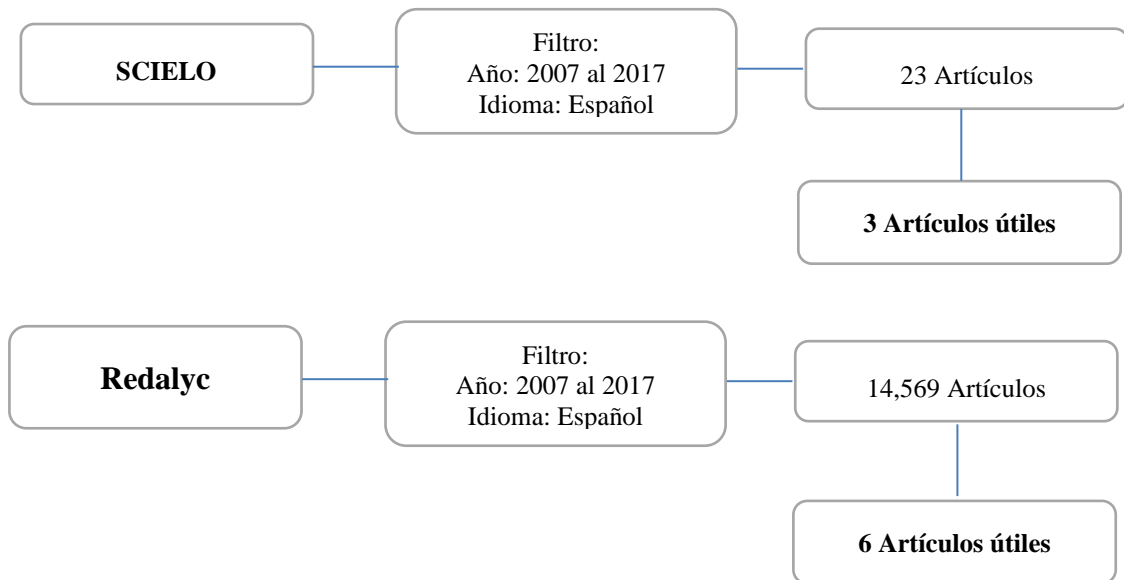 SCIELO
Filtro:
Año: 2007 al 2017
Idioma: Español
23 Artículos
3 Artículos útiles
Redalyc
Filtro:
Año: 2007 al 2017
Idioma: Español
14,569 Artículos
6 Artículos útiles